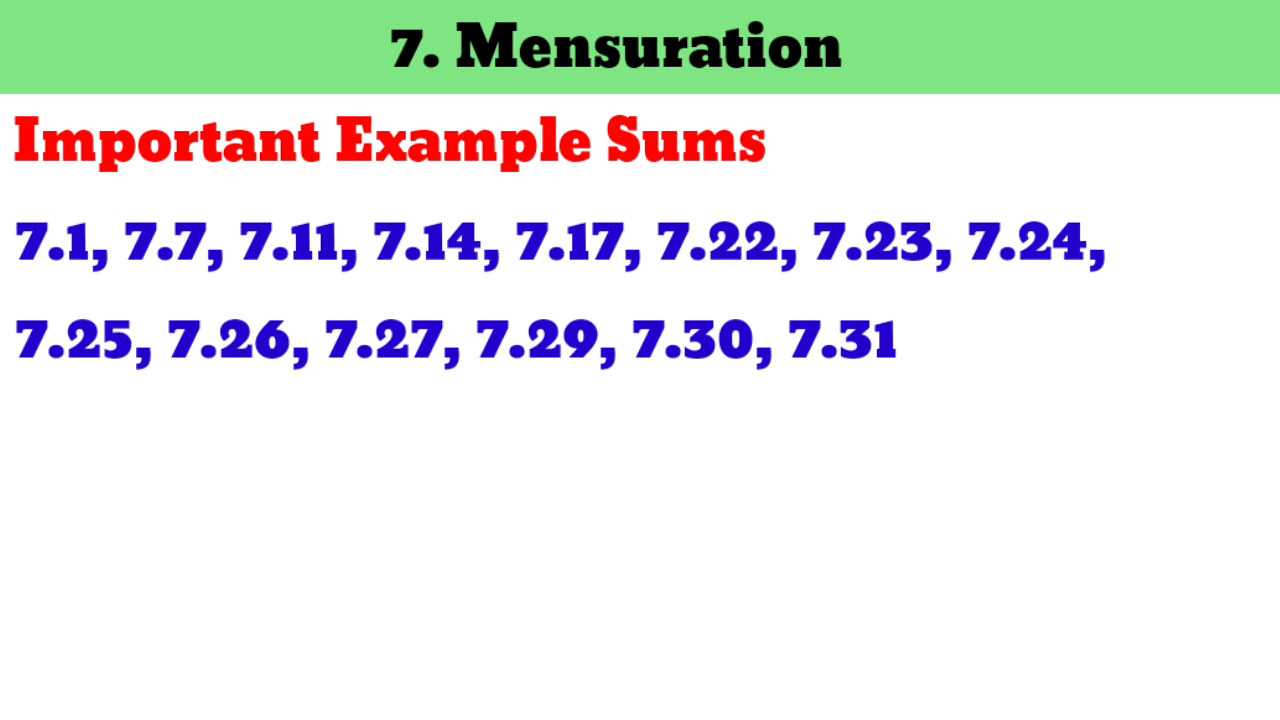 7. Mensuration
Important Example Sums
7.1, 7.7, 7.11, 7.14, 7.17, 7.22, 7.23, 7.24,
7.25, 7.26, 7.27, 7.29, 7.30, 7.31